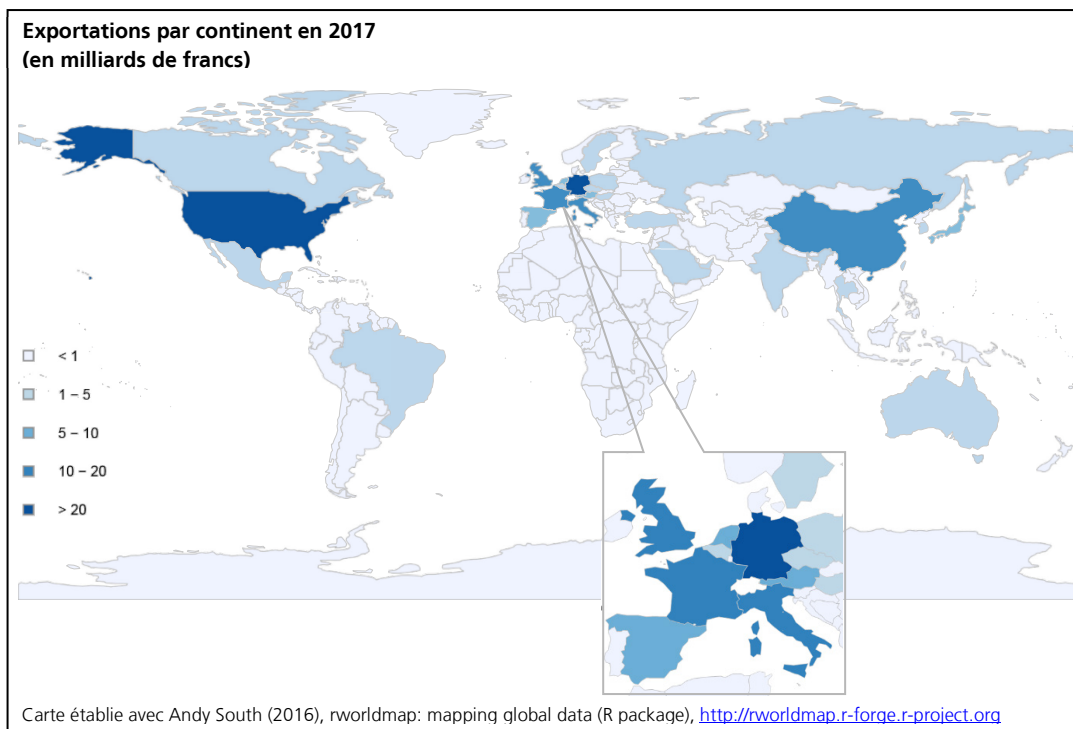 Exportations par continent en 2017
(en milliards de francs)
< 1
1 – 5
5 – 10
10 – 20
> 20
Carte établie avec Andy South (2016), rworldmap: mapping global data (R package), http://rworldmap.r-forge.r-project.org